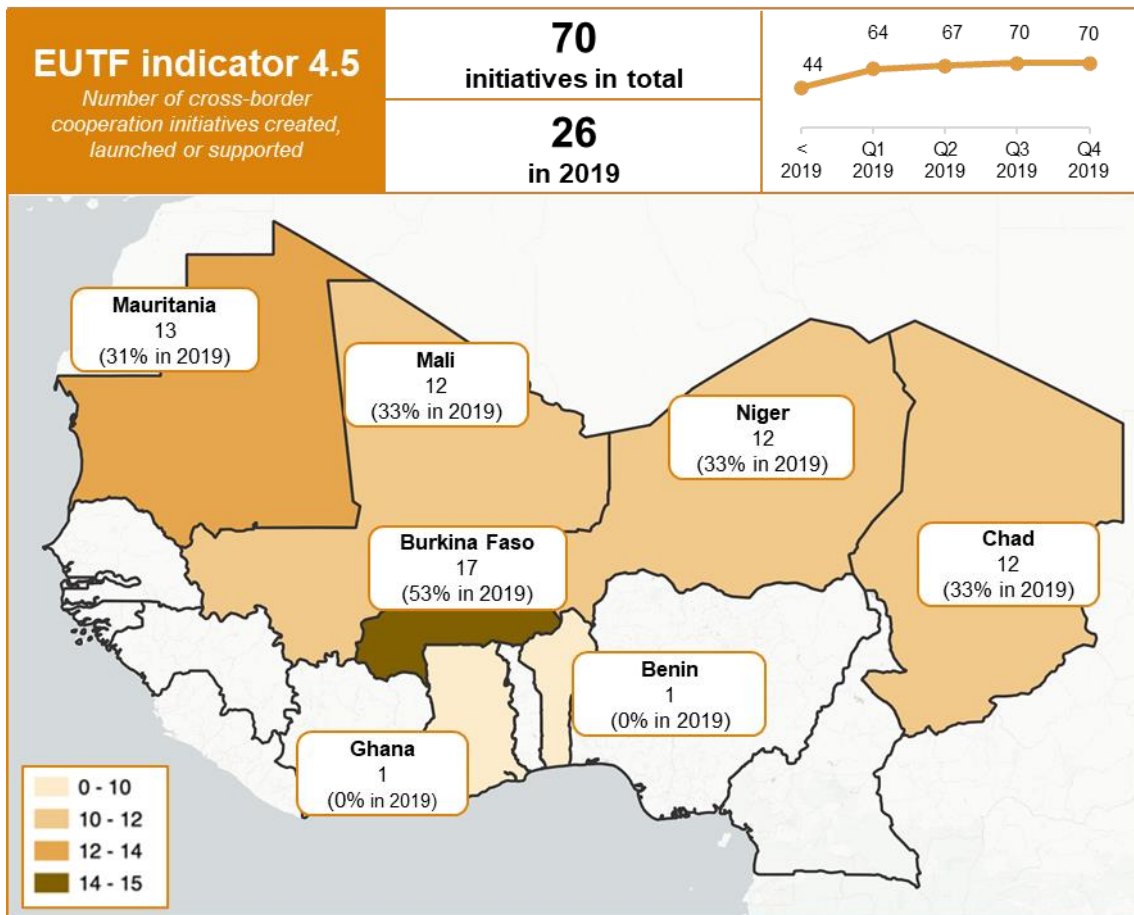 EUTF indicator 4.5
Number of cross-border
cooperation initiatives created,
launched or supported
70
initiatives in total
26
in 2019
44
64
67
70
70
<
2019
Q1
2019
Q2
2019
Q3
2019
Q4
2019
Mauritania
13
(31% in 2019)
Mali
12
(33% in 2019)
Niger
12
(33% in 2019)
Burkina Faso
17
(53% in 2019)
Chad
12
(33% in 2019)
Benin
1
(0% in 2019)
Ghana
1
(0% in 2019)
0 - 10
10 - 12
12 - 14
14 - 15